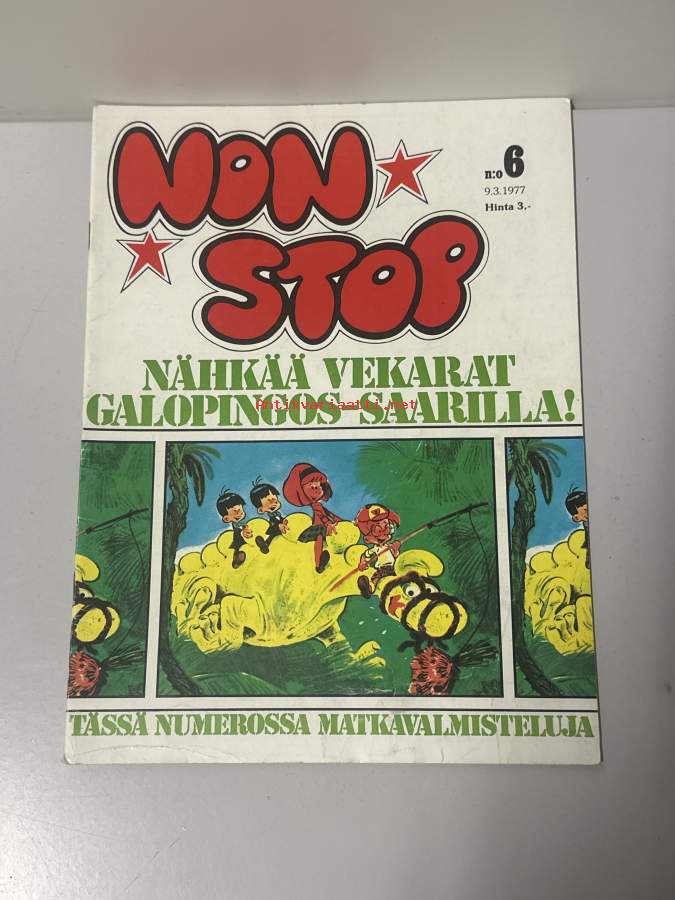 NON
STOP
n:o 6
9.3.1977
Hinta 3.-
NÄHKÄÄ VEKARAT
GALOPINGOS SAARILLA!
Antikvariaatti.net
TÄSSÄ NUMEROSSA MATKAVALMISTELUJA